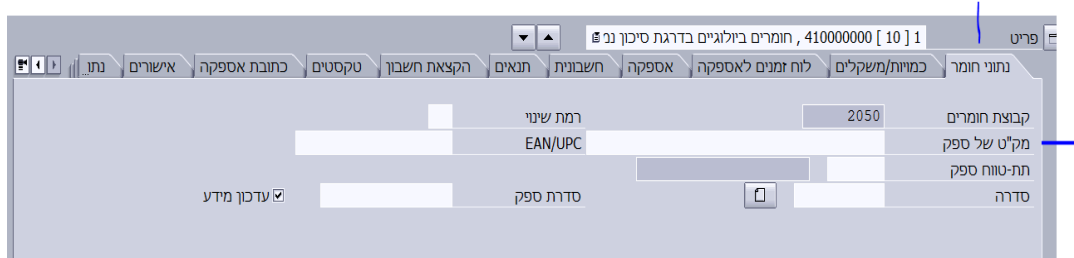 פריט 1 [ 10 ] 410000000 , חומרים ביולוגיים בדרגת סיכון
נתוני חומר כמויות/משקלים לוח זמנים לאספקה אספקה חשבונית תנאים הקצאת חשבון טקסטים כתובת אספקה אישורים נתו..
קבוצת חומרים 2050 רמת שינוי
מק"ט של ספק EAN/UPC
תת-טווח ספק
סדרה סדרת ספק עדכון מידע